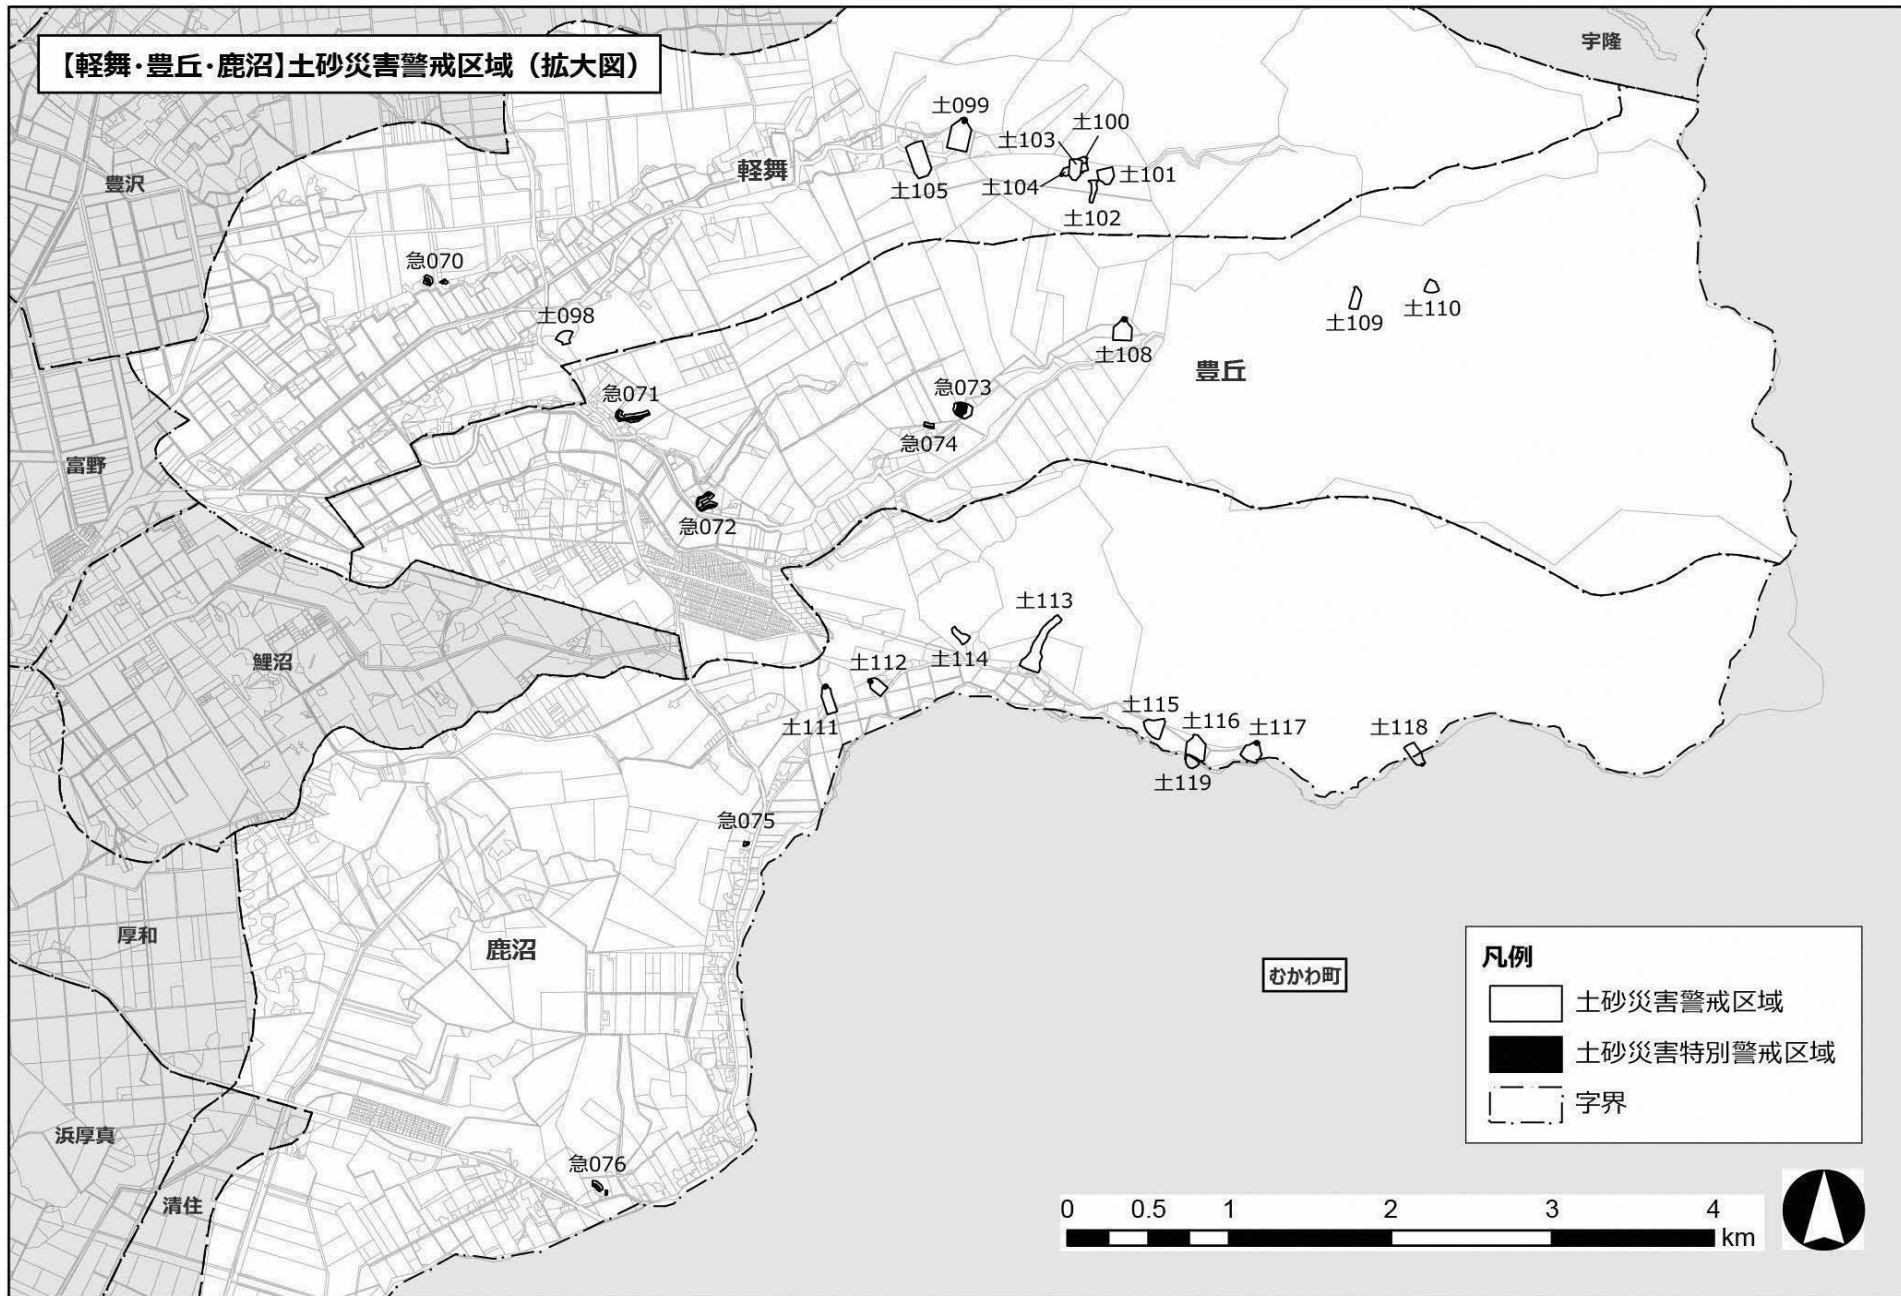 【軽舞・豊丘・鹿沼】土砂災害警戒区域（拡大図）
宇隆
土099
土100
土103
豊沢
軽舞
土105
土104
土101
土102
急070
土098
土109
土110
土108
豊丘
急071
急073
急074
富野
急072
土113
鯉沼
土112
土114
土111
土115
土116
土117
土118
土119
急075
厚和
鹿沼
むかわ町
凡例
土砂災害警戒区域
土砂災害特別警戒区域
字界
浜厚真
急076
清住
0 0.5 1 2 3 4
km